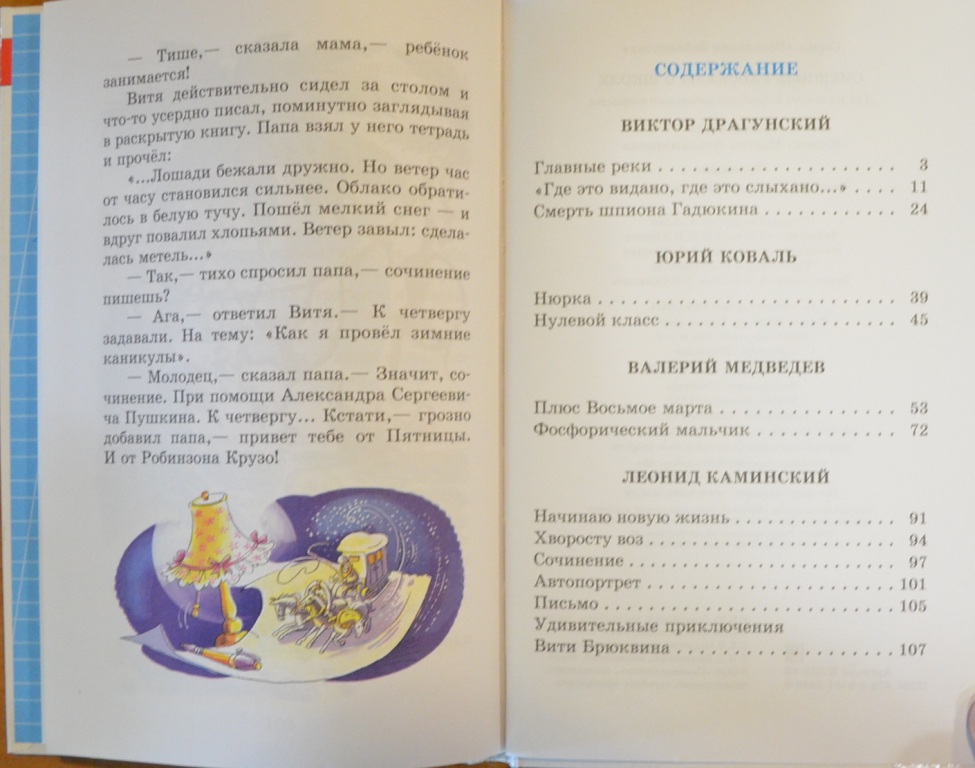 — Тише,— сказала мама,— ребёнок
занимается!
Витя действительно сидел за столом и
что-то усердно писал, поминутно заглядывая
в раскрытую книгу. Папа взял у него тетрадь
и прочёл:
«...Лошади бежали дружно. Но ветер час
от часу становился сильнее. Облако обрати-
лось в белую тучу. Пошёл мелкий снег — и
вдруг повалил хлопьями. Ветер завыл: сдела-
лась метель...»
— Так,— тихо спросил папа,— сочинение
пишешь?
— Ага,— ответил Витя.— К четвергу
задавали. На тему: «Как я провёл зимние
каникулы».
— Молодец,— сказал папа.— Значит, со-
чинение. При помощи Александра Сергееви-
ча Пушкина. К четвергу... Кстати,— грозно
добавил папа,— привет тебе от Пятницы.
И от Робинзона Крузо!
СОДЕРЖАНИЕ
ВИКТОР ДРАГУНСКИЙ
Главные реки . . . . . . . . . . . . . . . . . . . . 3
«Где это видано, где это слыхано...» . . . . 11
Смерть шпиона Гадюкина . . . . . . . . . . . . 24
ЮРИЙ КОВАЛЬ
Нюрка . . . . . . . . . . . . . . . . . . . . . . . . . 39
Нулевой класс . . . . . . . . . . . . . . . . . . . 45
ВАЛЕРИЙ МЕДВЕДЕВ
Плюс Восьмое марта . . . . . . . . . . . . . . . 53
Фосфорический мальчик . . . . . . . . . . . . 72
ЛЕОНИД КАМИНСКИЙ
Начинаю новую жизнь . . . . . . . . . . . . . . 91
Хворосту воз . . . . . . . . . . . . . . . . . . . . . 94
Сочинение . . . . . . . . . . . . . . . . . . . . . . 97
Автопортрет . . . . . . . . . . . . . . . . . . . . . 101
Письмо . . . . . . . . . . . . . . . . . . . . . . . . 105
Удивительные приключения
Вити Брюквина . . . . . . . . . . . . . . . . . . . 107